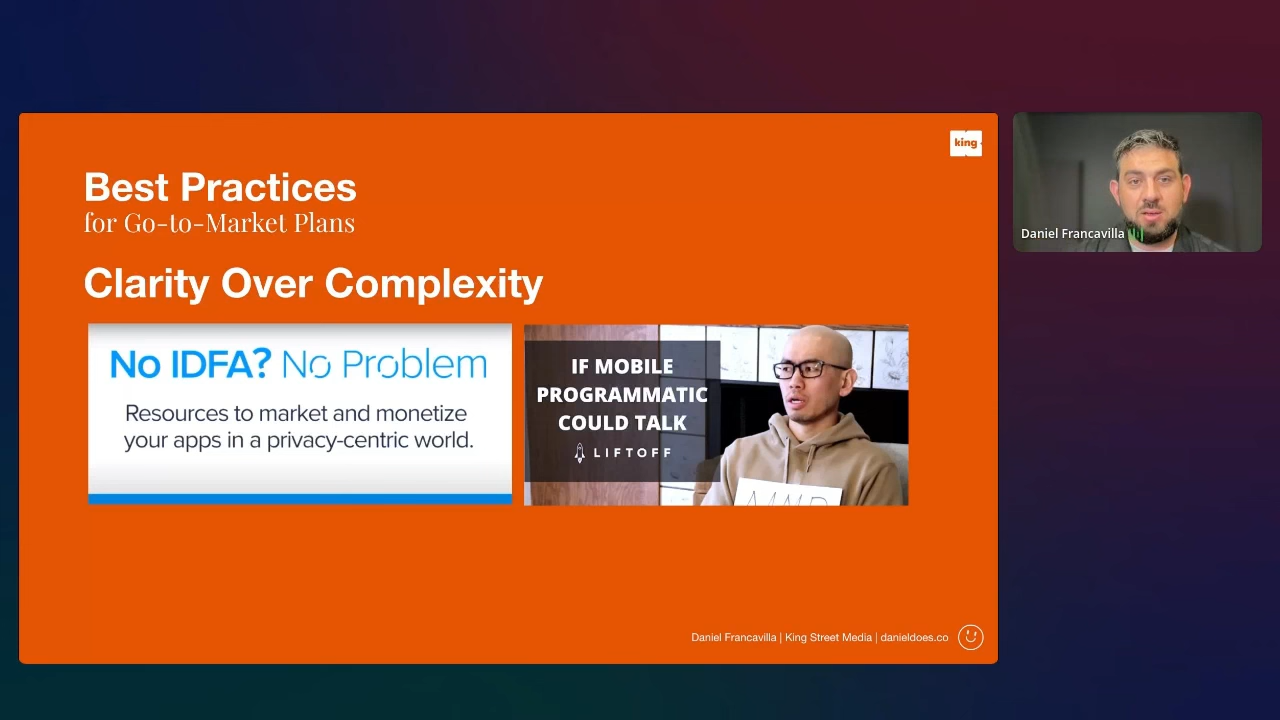 king
Best Practices
for Go-to-Market Plans
Clarity Over Complexity
No IDFA? No Problem
Resources to market and monetize
your apps in a privacy-centric world.
IF MOBILE
PROGRAMMATIC
COULD TALK
LIFTOFF
Daniel Francavilla | King Street Media | danieldoes.co
Daniel Francavilla